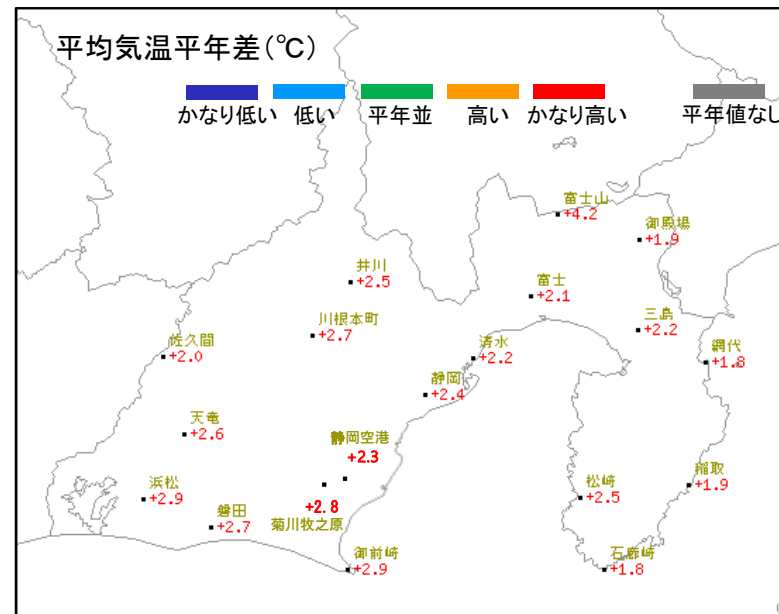 平均気温平年差(℃)
かなり低い 低い 平年並 高い かなり高い 平年値なし
富士山
+4.2
御殿場
+1.9
井川
+2.5
富士
+2.1
川根本町
+2.7
三島
+2.2
佐久間
+2.0
清水
+2.2
網代
+1.8
静岡
+2.4
天竜
+2.6
静岡空港
+2.3
浜松
+2.9
松崎
+2.5
稲取
+1.9
+2.8
菊川牧之原
磐田
+2.7
御前崎
+2.9
石廊崎
+1.8